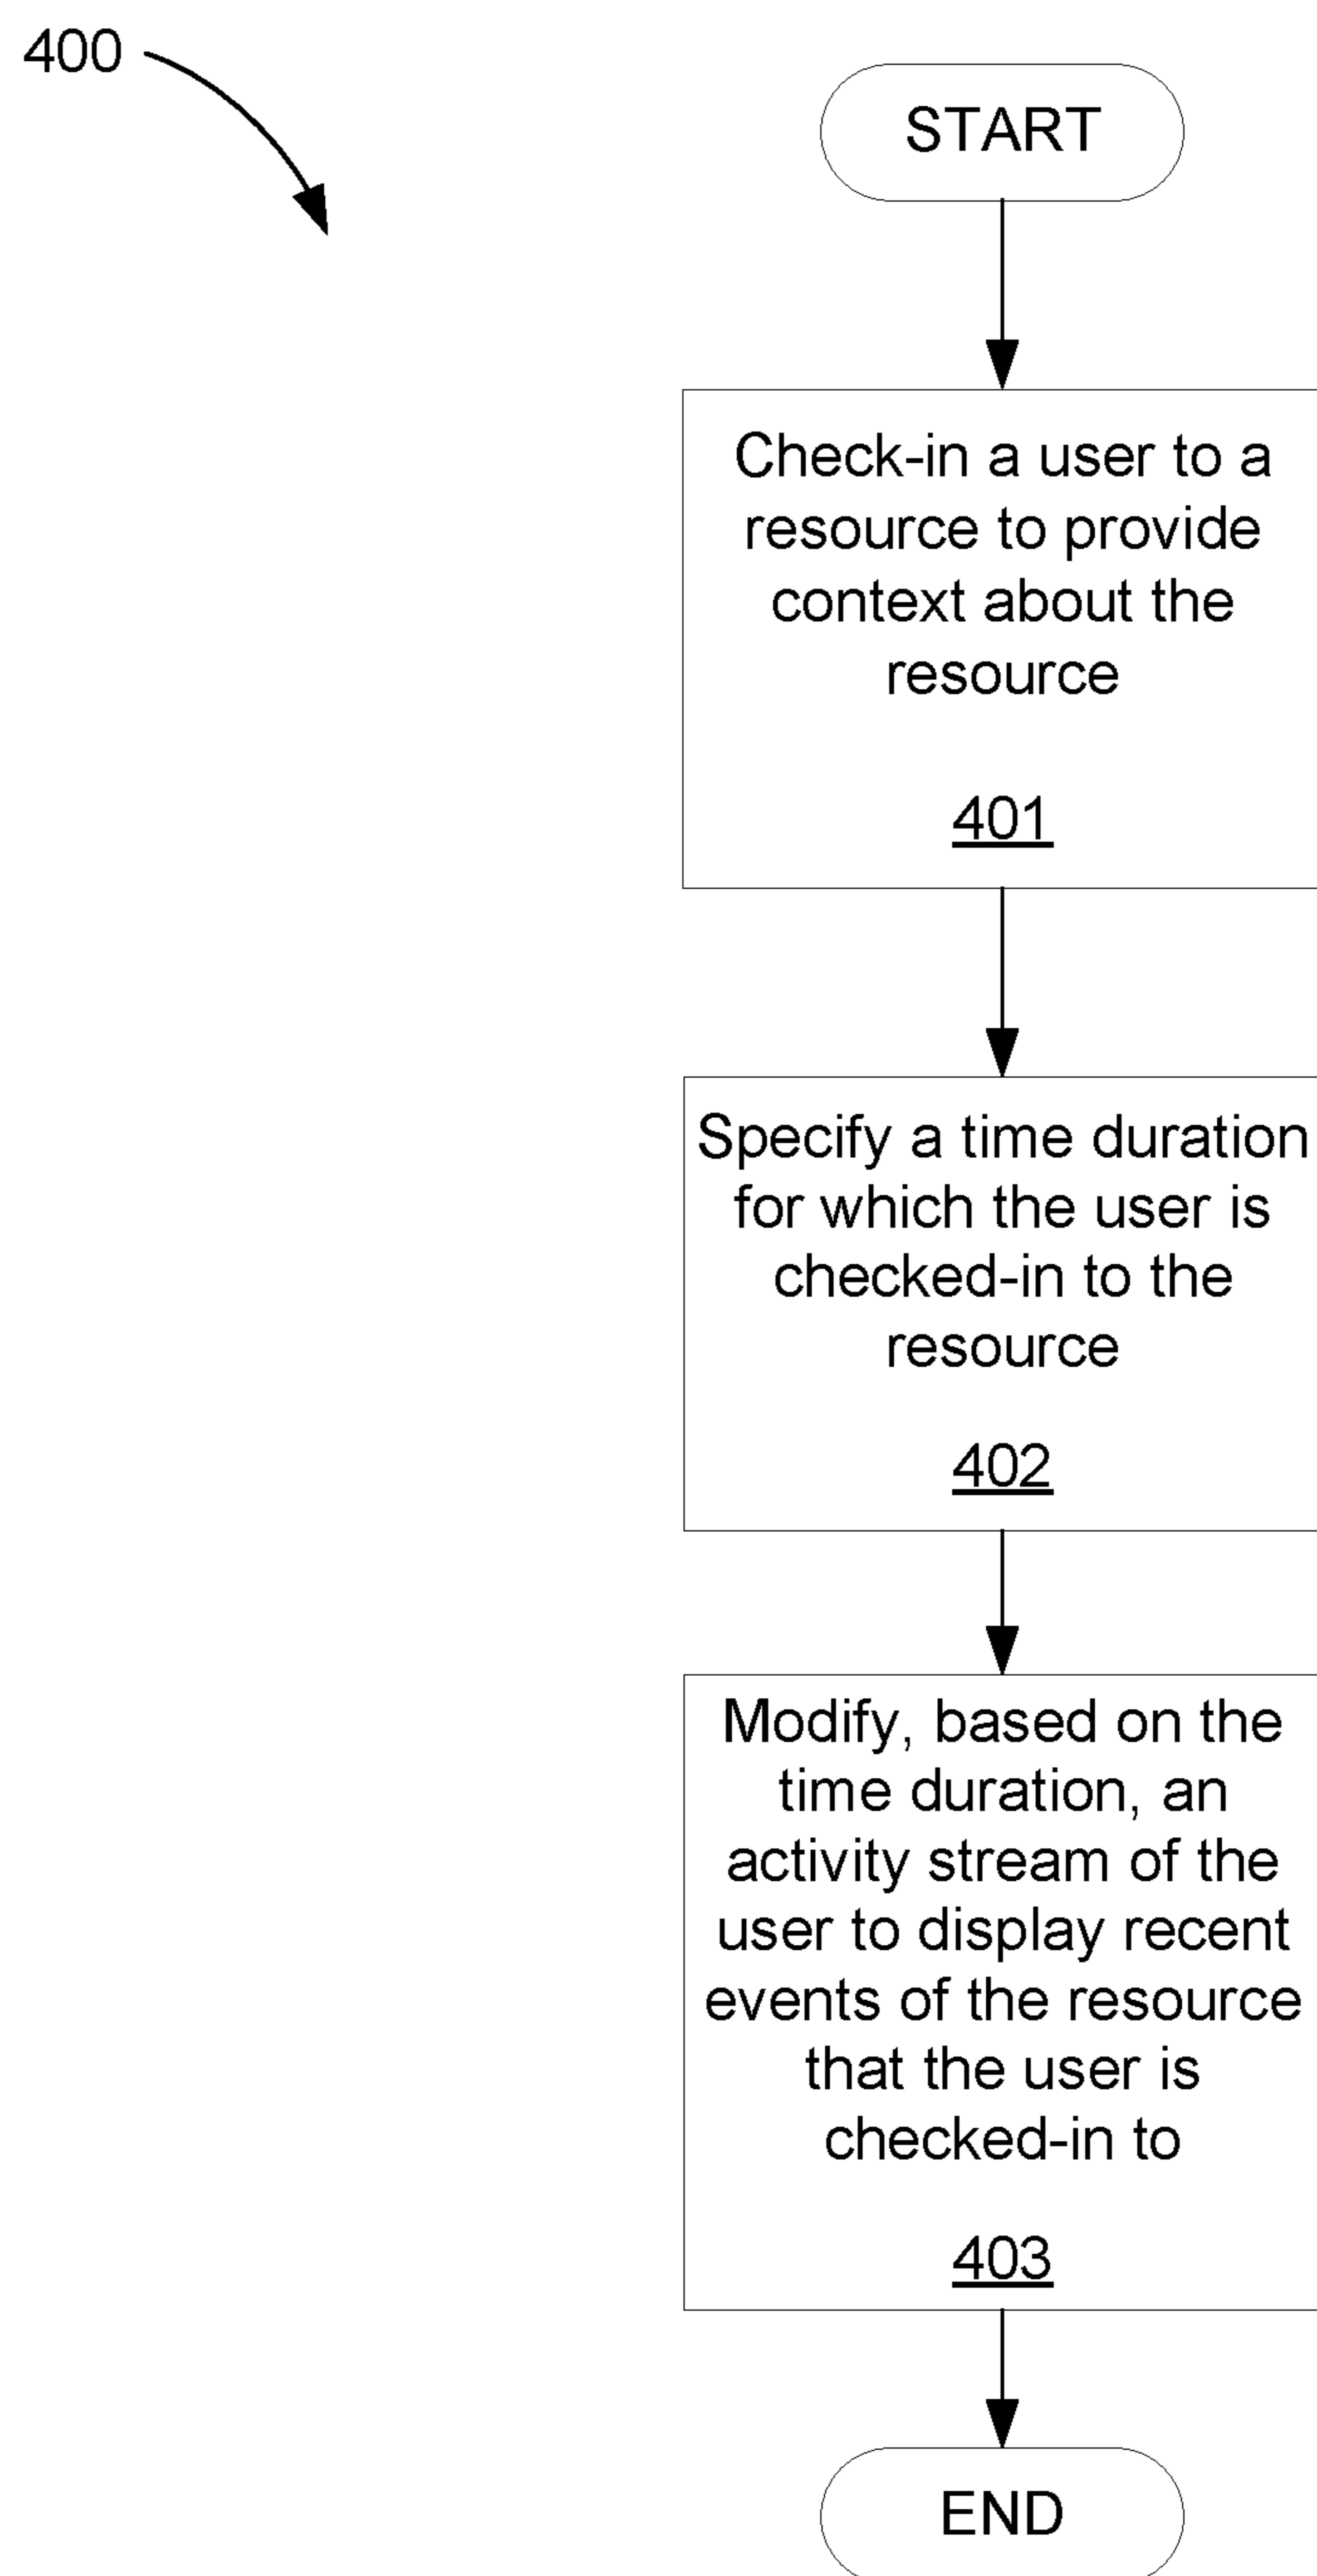 400
START
Check-in a user to a
resource to provide
context about the
resource
401
Specify a time duration
for which the user is
checked-in to the
resource
402
Modify, based on the
time duration, an
activity stream of the
user to display recent
events of the resource
that the user is
checked-in to
403
END